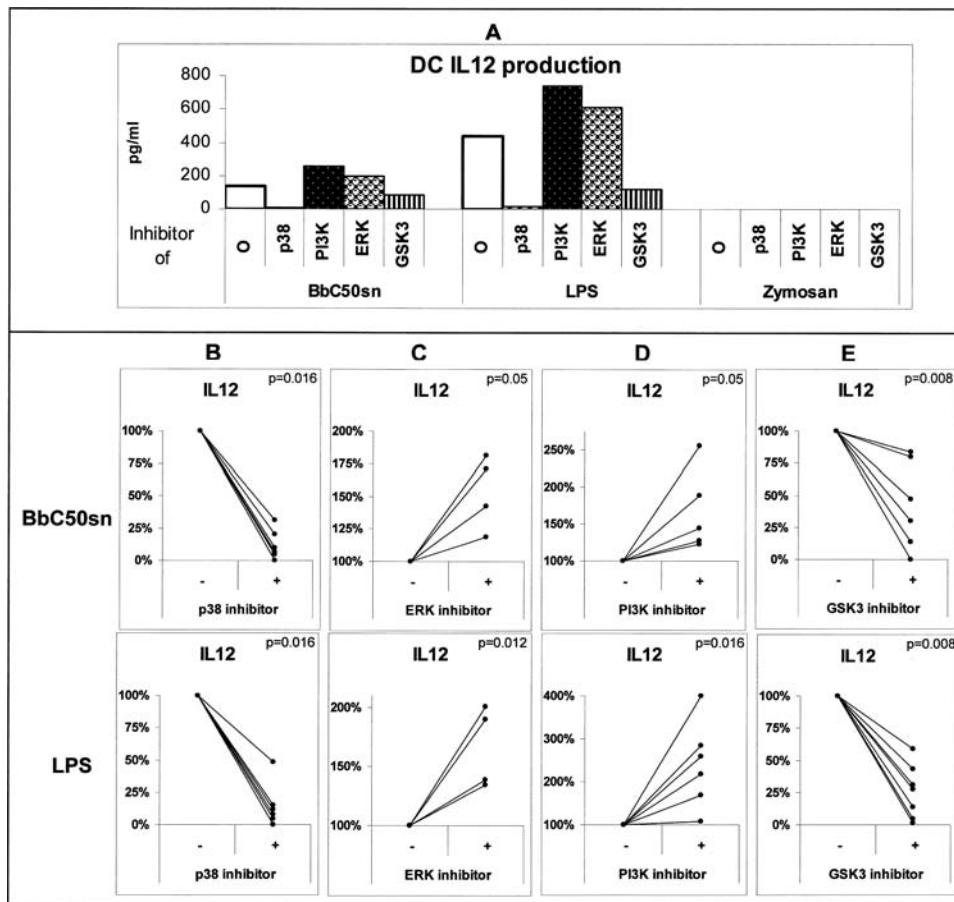 A
DC IL12 production
pg/ml
800
600
400
200
0
Inhibitor of
O p38 PI3K ERK GSK3 O p38 PI3K ERK GSK3 O p38 PI3K ERK GSK3
BbC50sn LPS Zymosan
B C D E
p=0.016 p=0.05 p=0.05 p=0.008
IL12 IL12 IL12 IL12
BbC50sn
100% 75% 50% 25% 0%
200% 175% 150% 125% 100%
250% 200% 150% 100%
100% 75% 50% 25% 0%
- + - + - + - +
p38 inhibitor ERK inhibitor PI3K inhibitor GSK3 inhibitor
p=0.016 p=0.012 p=0.016 p=0.008
IL12 IL12 IL12 IL12
LPS
100% 75% 50% 25% 0%
200% 150% 100%
400% 300% 200% 100%
100% 75% 50% 25% 0%
- + - + - + - +
p38 inhibitor ERK inhibitor PI3K inhibitor GSK3 inhibitor